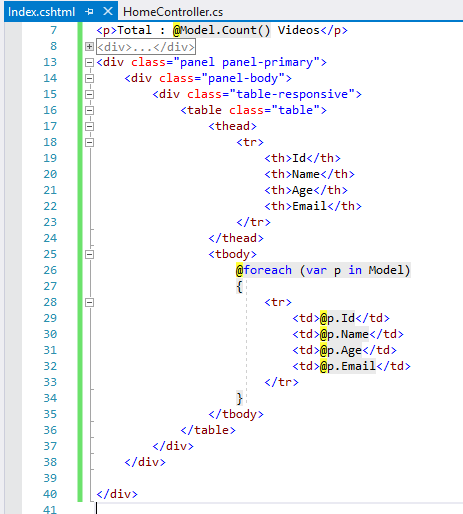 Index.cshtml HomeController.cs
7 <p>Total : @Model.Count() Videos</p>
8 <div>...</div>
13 <div class="panel panel-primary">
14 <div class="panel-body">
15 <div class="table-responsive">
16 <table class="table">
17 <thead>
18 <tr>
19 <th>Id</th>
20 <th>Name</th>
21 <th>Age</th>
22 <th>Email</th>
23 </tr>
24 </thead>
25 <tbody>
26 @foreach (var p in Model)
27 {
28 <tr>
29 <td>@p.Id</td>
30 <td>@p.Name</td>
31 <td>@p.Age</td>
32 <td>@p.Email</td>
33 </tr>
34 }
35 </tbody>
36 </table>
37 </div>
38 </div>
39
40 </div>
41